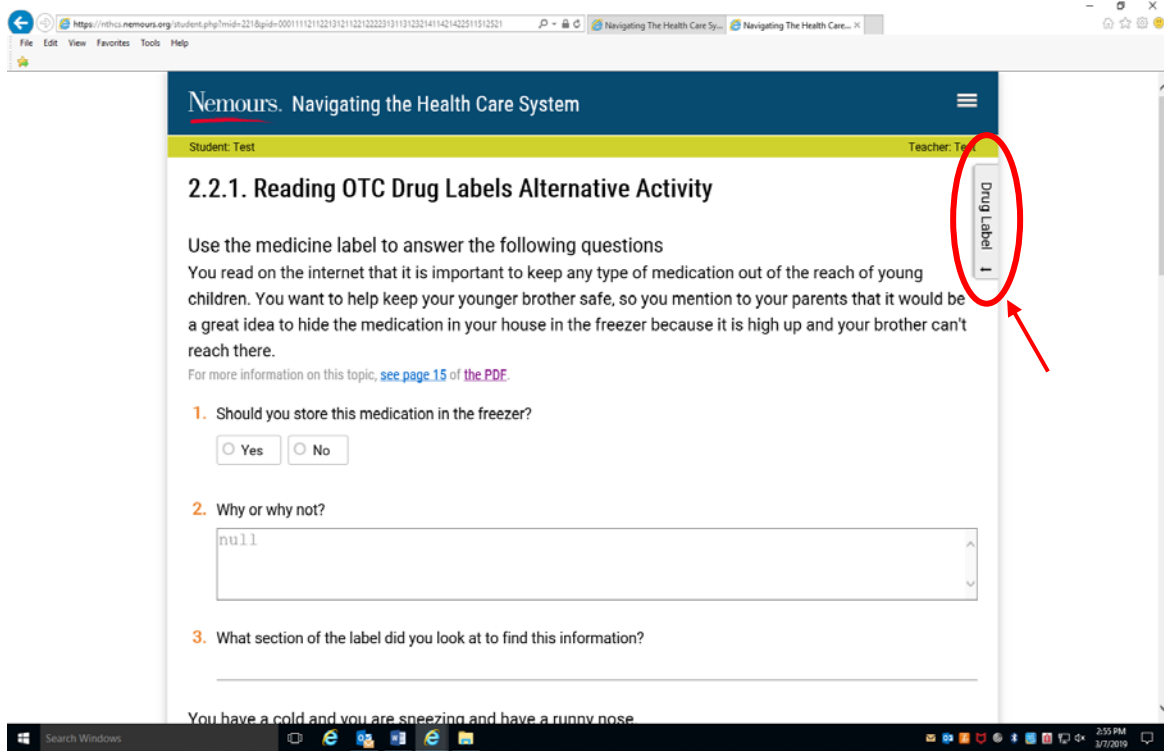 https://nthcs.nemours.org/student.php?mid=221&pid=
Navigating The Health Care Sy...
Navigating The Health Care...
File Edit View Favorites Tools Help
Nemours. Navigating the Health Care System
Student: Test
Teacher: Test
Drug Label
2.2.1. Reading OTC Drug Labels Alternative Activity
Use the medicine label to answer the following questions
You read on the internet that it is important to keep any type of medication out of the reach of young
children. You want to help keep your younger brother safe, so you mention to your parents that it would be
a great idea to hide the medication in your house in the freezer because it is high up and your brother can't
reach there.
For more information on this topic, see page 15 of the PDF.
1. Should you store this medication in the freezer?
Yes No
2. Why or why not?
null
3. What section of the label did you look at to find this information?
You have a cold and you are sneezing and have a runny nose.
Search Windows
2:55 PM
3/7/2019